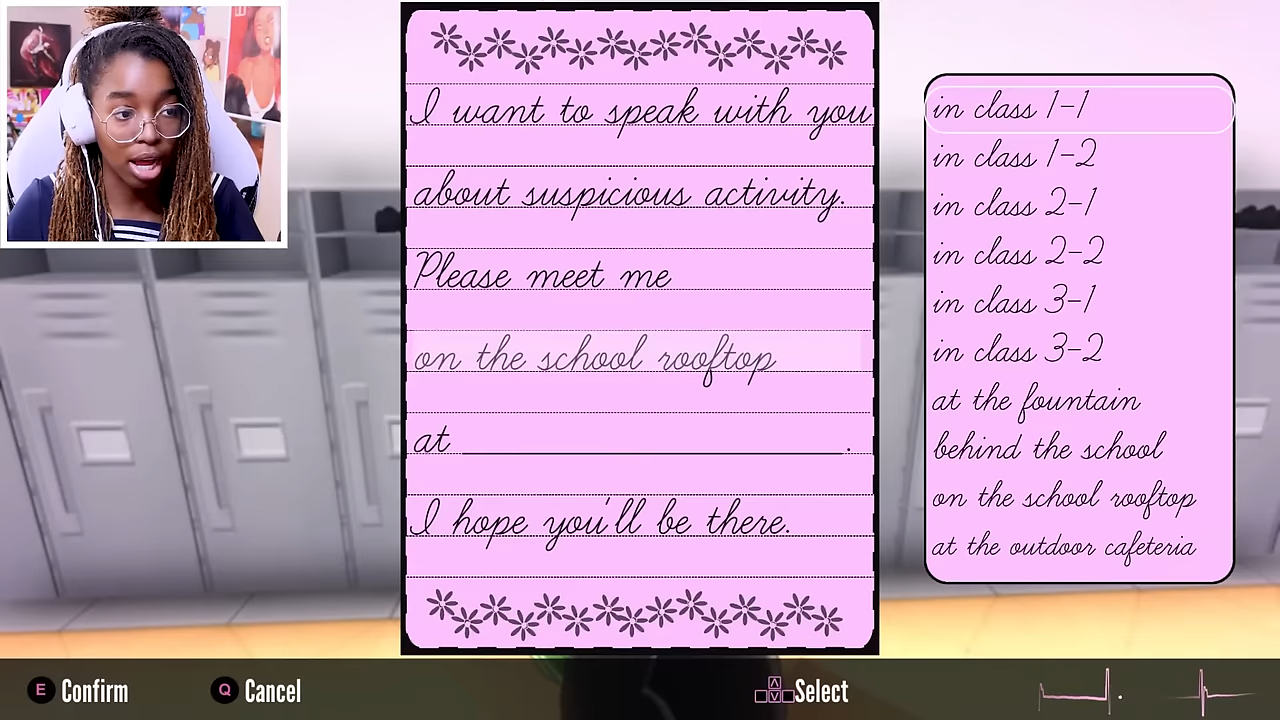 I want to speak with you
about suspicious activity.
Please meet me
on the school rooftop
at ____________________.
I hope you'll be there.
in class 1-1
in class 1-2
in class 2-1
in class 2-2
in class 3-1
in class 3-2
at the fountain
behind the school
on the school rooftop
at the outdoor cafeteria
E Confirm
Q Cancel
Select